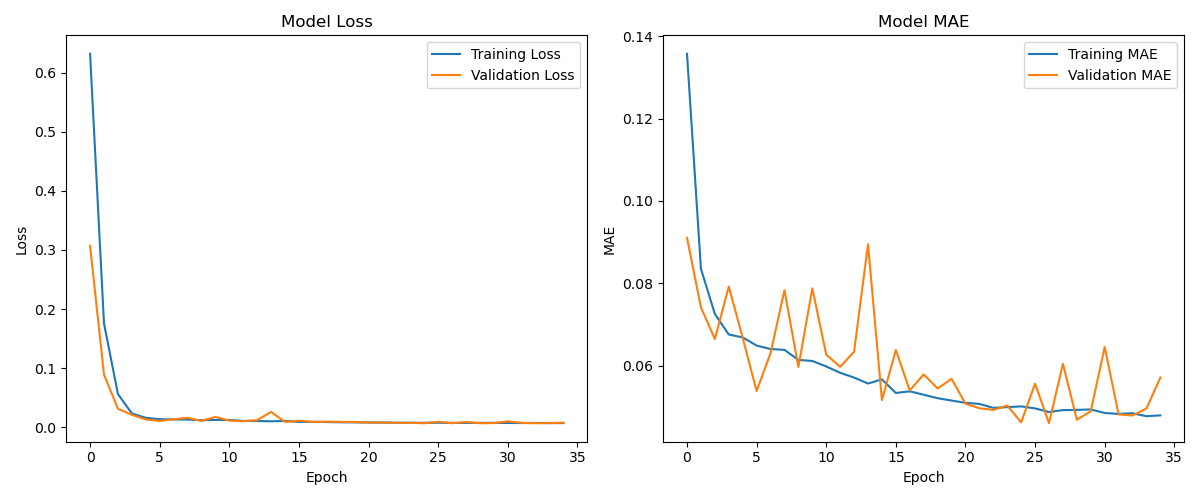 Model Loss
Training Loss
Validation Loss
0.6
0.5
0.4
0.3
0.2
0.1
0.0
Loss
0
5
10
15
20
25
30
35
Epoch
Model MAE
Training MAE
Validation MAE
0.14
0.12
0.10
0.08
0.06
MAE
0
5
10
15
20
25
30
35
Epoch